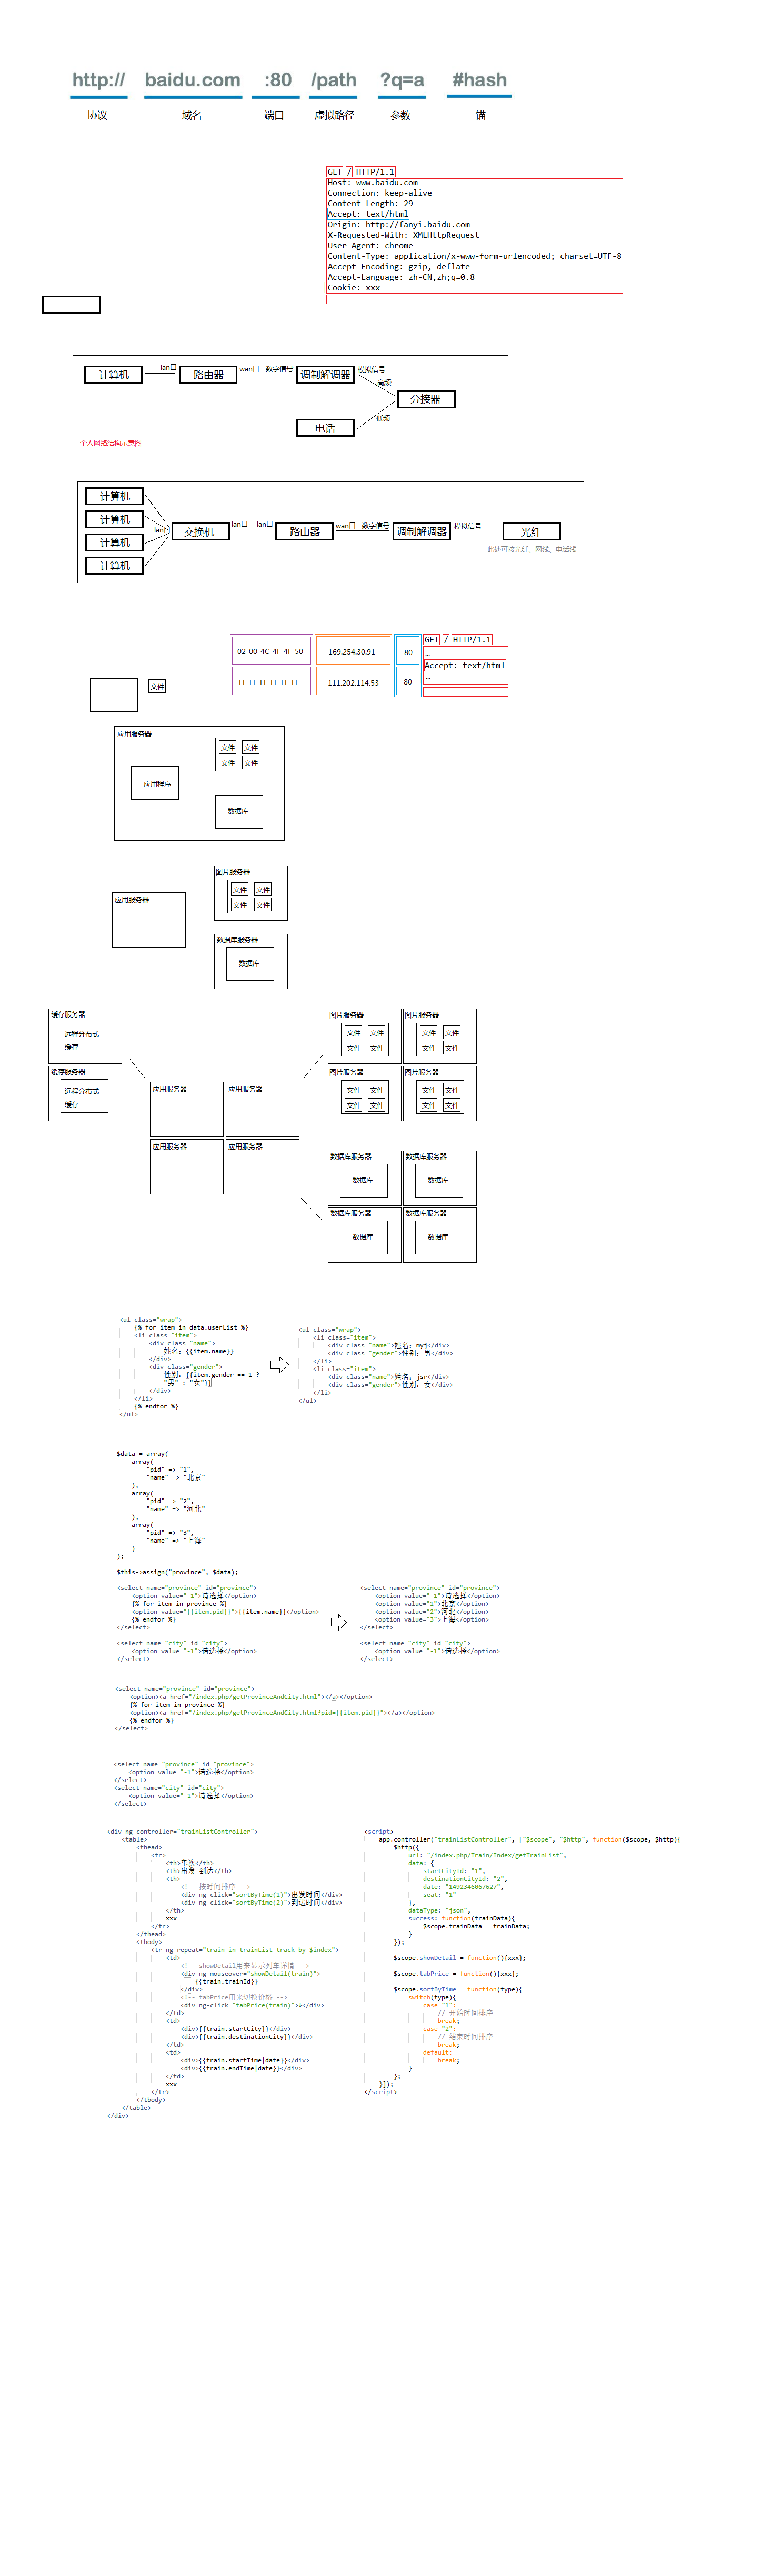 http:// baidu.com :80 /path ?q=a #hash
协议 域名 端口 虚拟路径 参数 锚
GET / HTTP/1.1
Host: www.baidu.com
Connection: keep-alive
Content-Length: 29
Accept: text/html
Origin: http://fanyi.baidu.com
X-Requested-With: XMLHttpRequest
User-Agent: chrome
Content-Type: application/x-www-form-urlencoded; charset=UTF-8
Accept-Encoding: gzip, deflate
Accept-Language: zh-CN,zh;q=0.8
Cookie: xxx
计算机 lan口 路由器 wan口 数字信号 调制解调器 模拟信号
高频
分接器
低频
电话
个人网络结构示意图
计算机
计算机
计算机
计算机
lan口 交换机 lan口 lan口 路由器 wan口 数字信号 调制解调器 模拟信号 光纤
此处可接光纤、网线、电话线
02-00-4C-4F-4F-50 169.254.30.91 80
FF-FF-FF-FF-FF-FF 111.202.114.53 80
GET / HTTP/1.1
…
Accept: text/html
…
文件
应用服务器
文件 文件
文件 文件
应用程序
数据库
图片服务器
文件 文件
文件 文件
应用服务器
数据库服务器
数据库
缓存服务器
远程分布式
缓存
缓存服务器
远程分布式
缓存
应用服务器 应用服务器
应用服务器 应用服务器
图片服务器 图片服务器
文件 文件 文件 文件
文件 文件 文件 文件
图片服务器 图片服务器
文件 文件 文件 文件
文件 文件 文件 文件
数据库服务器 数据库服务器
数据库 数据库
数据库服务器 数据库服务器
数据库 数据库
<ul class="wrap">
{% for item in data.userList %}
<li class="item">
<div class="name">
姓名：{{item.name}}
</div>
<div class="gender">
性别：{{item.gender == 1 ?
"男" : "女"}}
</div>
</li>
{% endfor %}
</ul>
<ul class="wrap">
<li class="item">
<div class="name">姓名：myj</div>
<div class="gender">性别：男</div>
</li>
<li class="item">
<div class="name">姓名：jsr</div>
<div class="gender">性别：女</div>
</li>
</ul>
$data = array(
array(
"pid" => "1",
"name" => "北京"
),
array(
"pid" => "2",
"name" => "河北"
),
array(
"pid" => "3",
"name" => "上海"
)
);
$this->assign("province", $data);
<select name="province" id="province">
<option value="-1">请选择</option>
{% for item in province %}
<option value="{{item.pid}}">{{item.name}}</option>
{% endfor %}
</select>
<select name="city" id="city">
<option value="-1">请选择</option>
</select>
<select name="province" id="province">
<option value="-1">请选择</option>
<option value="1">北京</option>
<option value="2">河北</option>
<option value="3">上海</option>
</select>
<select name="city" id="city">
<option value="-1">请选择</option>
</select>
<select name="province" id="province">
<option><a href="/index.php/getProvinceAndCity.html"></a></option>
{% for item in province %}
<option><a href="/index.php/getProvinceAndCity.html?pid={{item.pid}}"></a></option>
{% endfor %}
</select>
<select name="province" id="province">
<option value="-1">请选择</option>
</select>
<select name="city" id="city">
<option value="-1">请选择</option>
</select>
<div ng-controller="trainListController">
<table>
<thead>
<tr>
<th>车次</th>
<th>出发 到达</th>
<th>
<!-- 按时间排序 -->
<div ng-click="sortByTime(1)">出发时间</div>
<div ng-click="sortByTime(2)">到达时间</div>
</th>
xxx
</tr>
</thead>
<tbody>
<tr ng-repeat="train in trainList track by $index">
<td>
<!-- showDetail用来显示列车详情 -->
<div ng-mouseover="showDetail(train)">
{{train.trainId}}
</div>
<!-- tabPrice用来切换价格 -->
<div ng-click="tabPrice(train)">↓</div>
</td>
<td>
<div>{{train.startCity}}</div>
<div>{{train.destinationCity}}</div>
</td>
<td>
<div>{{train.startTime|date}}</div>
<div>{{train.endTime|date}}</div>
</td>
xxx
</tr>
</tbody>
</table>
</div>
<script>
app.controller("trainListController", ["$scope", "$http", function($scope, $http){
$http({
url: "/index.php/Train/Index/getTrainList",
data: {
startCityId: "1",
destinationCityId: "2",
date: "1492346067627",
seat: "1"
},
dataType: "json",
success: function(trainData){
$scope.trainData = trainData;
}
});
$scope.showDetail = function(){xxx};
$scope.tabPrice = function(){xxx};
$scope.sortByTime = function(type){
switch(type){
case "1":
// 开始时间排序
break;
case "2":
// 结束时间排序
break;
default:
break;
}
};
}]);
</script>